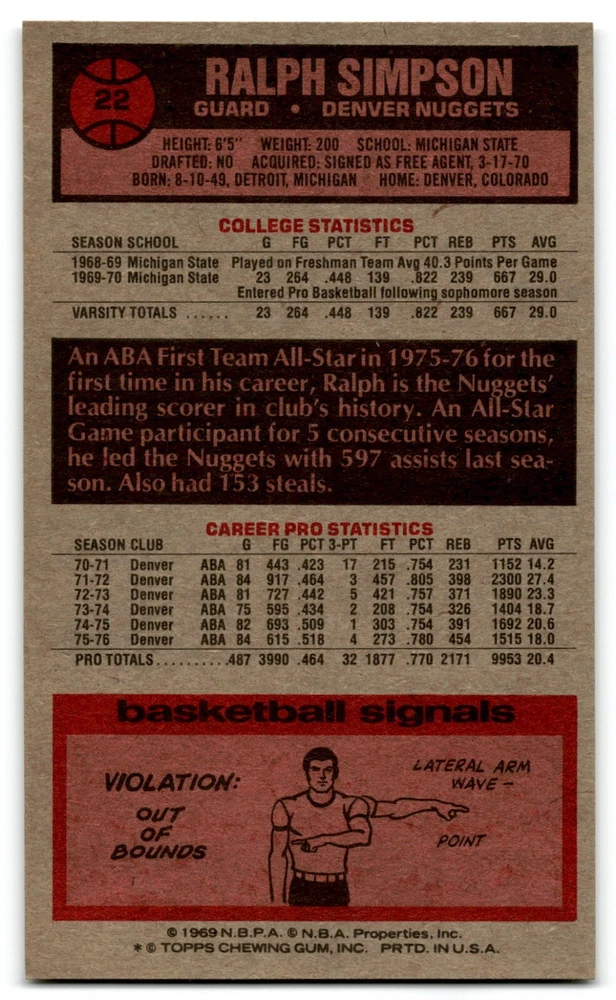 22
RALPH SIMPSON
GUARD • DENVER NUGGETS
HEIGHT: 6'5" WEIGHT: 200 SCHOOL: MICHIGAN STATE
DRAFTED: NO ACQUIRED: SIGNED AS FREE AGENT, 3-17-70
BORN: 8-10-49, DETROIT, MICHIGAN HOME: DENVER, COLORADO
COLLEGE STATISTICS
SEASON SCHOOL G FG PCT FT PCT REB PTS AVG
1968-69 Michigan State Played on Freshman Team Avg 40.3 Points Per Game
1969-70 Michigan State 23 264 .448 139 .822 239 667 29.0
Entered Pro Basketball following sophomore season
VARSITY TOTALS ...... 23 264 .448 139 .822 239 667 29.0
An ABA First Team All-Star in 1975-76 for the
first time in his career, Ralph is the Nuggets'
leading scorer in club's history. An All-Star
Game participant for 5 consecutive seasons,
he led the Nuggets with 597 assists last sea-
son. Also had 153 steals.
CAREER PRO STATISTICS
SEASON CLUB G FG PCT 3-PT FT PCT REB PTS AVG
70-71 Denver ABA 81 443 .423 17 215 .754 231 1152 14.2
71-72 Denver ABA 84 917 .464 3 457 .805 398 2300 27.4
72-73 Denver ABA 81 727 .442 5 421 .757 371 1890 23.3
73-74 Denver ABA 75 595 .434 2 208 .754 326 1404 18.7
74-75 Denver ABA 82 693 .509 1 303 .754 391 1692 20.6
75-76 Denver ABA 84 615 .518 4 273 .780 454 1515 18.0
PRO TOTALS..........487 3990 .464 32 1877 .770 2171 9953 20.4
basketball signals
VIOLATION:
OUT
OF
BOUNDS
LATERAL ARM
WAVE –
POINT
© 1969 N.B.P.A. © N.B.A. Properties, Inc.
* © TOPPS CHEWING GUM, INC. PRTD. IN U.S.A.